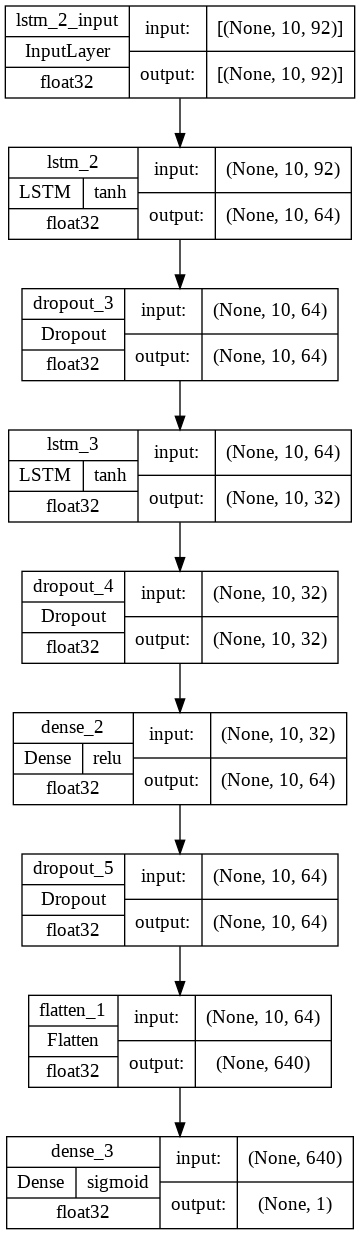 lstm_2_input
InputLayer
float32
input:
[(None, 10, 92)]
output:
[(None, 10, 92)]
lstm_2
LSTM tanh
float32
input:
(None, 10, 92)
output:
(None, 10, 64)
dropout_3
Dropout
float32
input:
(None, 10, 64)
output:
(None, 10, 64)
lstm_3
LSTM tanh
float32
input:
(None, 10, 64)
output:
(None, 10, 32)
dropout_4
Dropout
float32
input:
(None, 10, 32)
output:
(None, 10, 32)
dense_2
Dense relu
float32
input:
(None, 10, 32)
output:
(None, 10, 64)
dropout_5
Dropout
float32
input:
(None, 10, 64)
output:
(None, 10, 64)
flatten_1
Flatten
float32
input:
(None, 10, 64)
output:
(None, 640)
dense_3
Dense sigmoid
float32
input:
(None, 640)
output:
(None, 1)